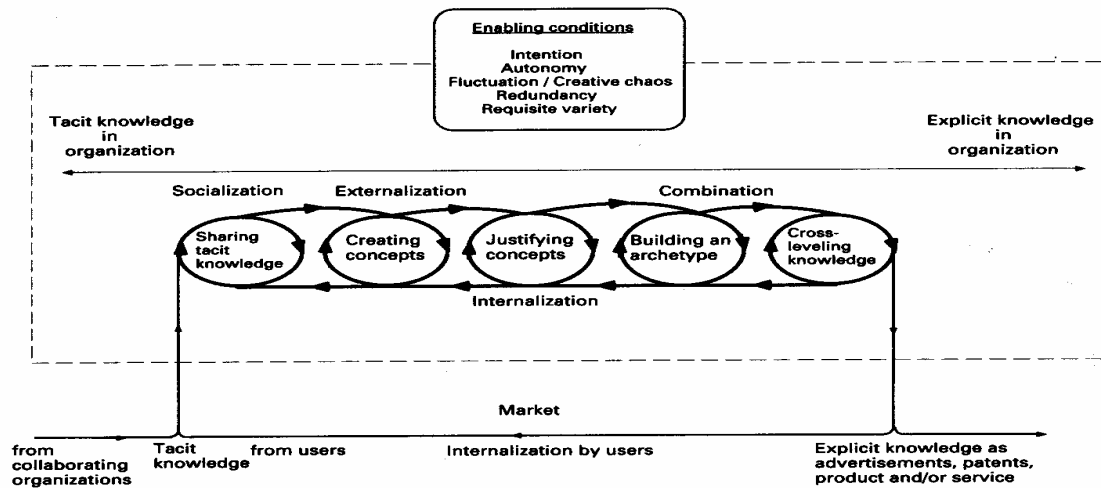 Enabling conditions
Intention
Autonomy
Fluctuation / Creative chaos
Redundancy
Requisite variety
Tacit knowledge
in
organization
Explicit knowledge
in
organization
Socialization
Externalization
Combination
Sharing
tacit
knowledge
Creating
concepts
Justifying
concepts
Building an
archetype
Cross-
leveling
knowledge
Internalization
Market
from
collaborating
organizations
Tacit
knowledge
from users
Internalization by users
Explicit knowledge as
advertisements, patents,
product and/or service